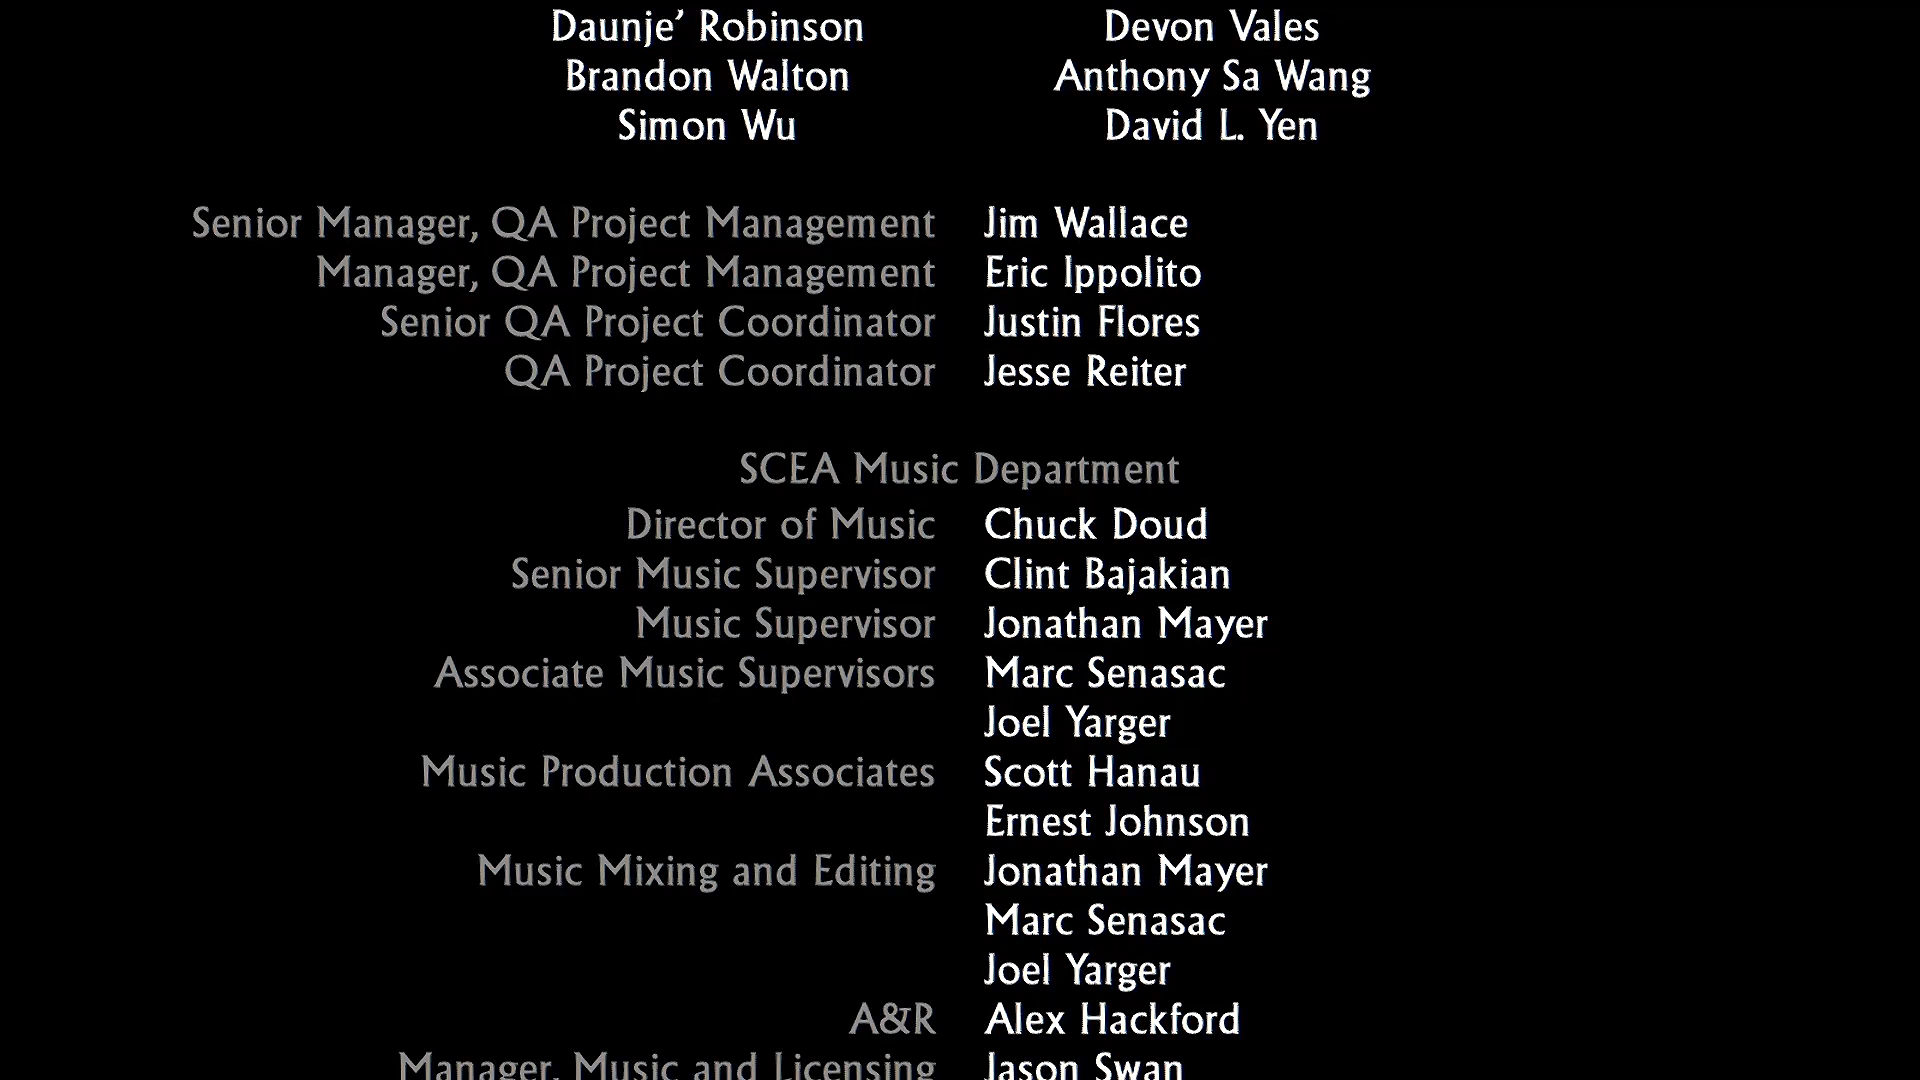 Daunje’ Robinson Devon Vales
Brandon Walton Anthony Sa Wang
Simon Wu David L. Yen
Senior Manager, QA Project Management Jim Wallace
Manager, QA Project Management Eric Ippolito
Senior QA Project Coordinator Justin Flores
QA Project Coordinator Jesse Reiter
SCEA Music Department
Director of Music Chuck Doud
Senior Music Supervisor Clint Bajakian
Music Supervisor Jonathan Mayer
Associate Music Supervisors Marc Senasac
Joel Yarger
Music Production Associates Scott Hanau
Ernest Johnson
Music Mixing and Editing Jonathan Mayer
Marc Senasac
Joel Yarger
A&R Alex Hackford
Manager, Music and Licensing Jason Swan